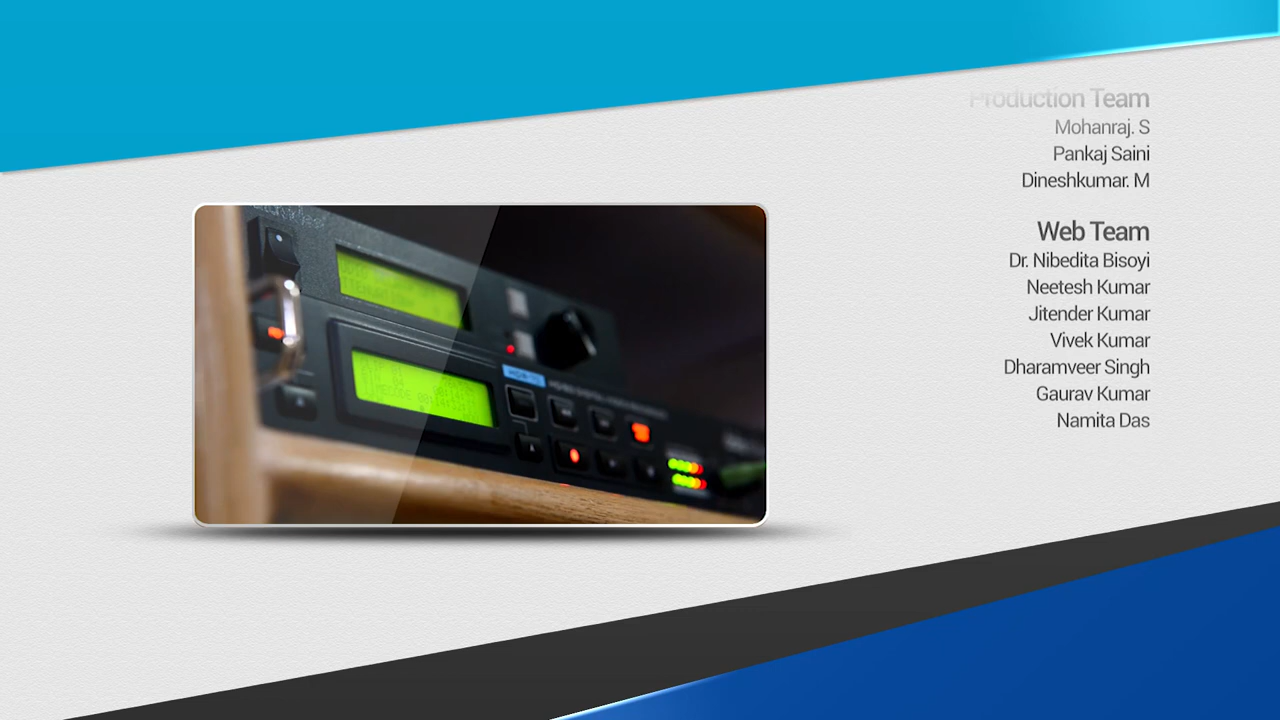 Production Team
Mohanraj. S
Pankaj Saini
Dineshkumar. M
Web Team
Dr. Nibedita Bisoyi
Neetesh Kumar
Jitender Kumar
Vivek Kumar
Dharamveer Singh
Gaurav Kumar
Namita Das